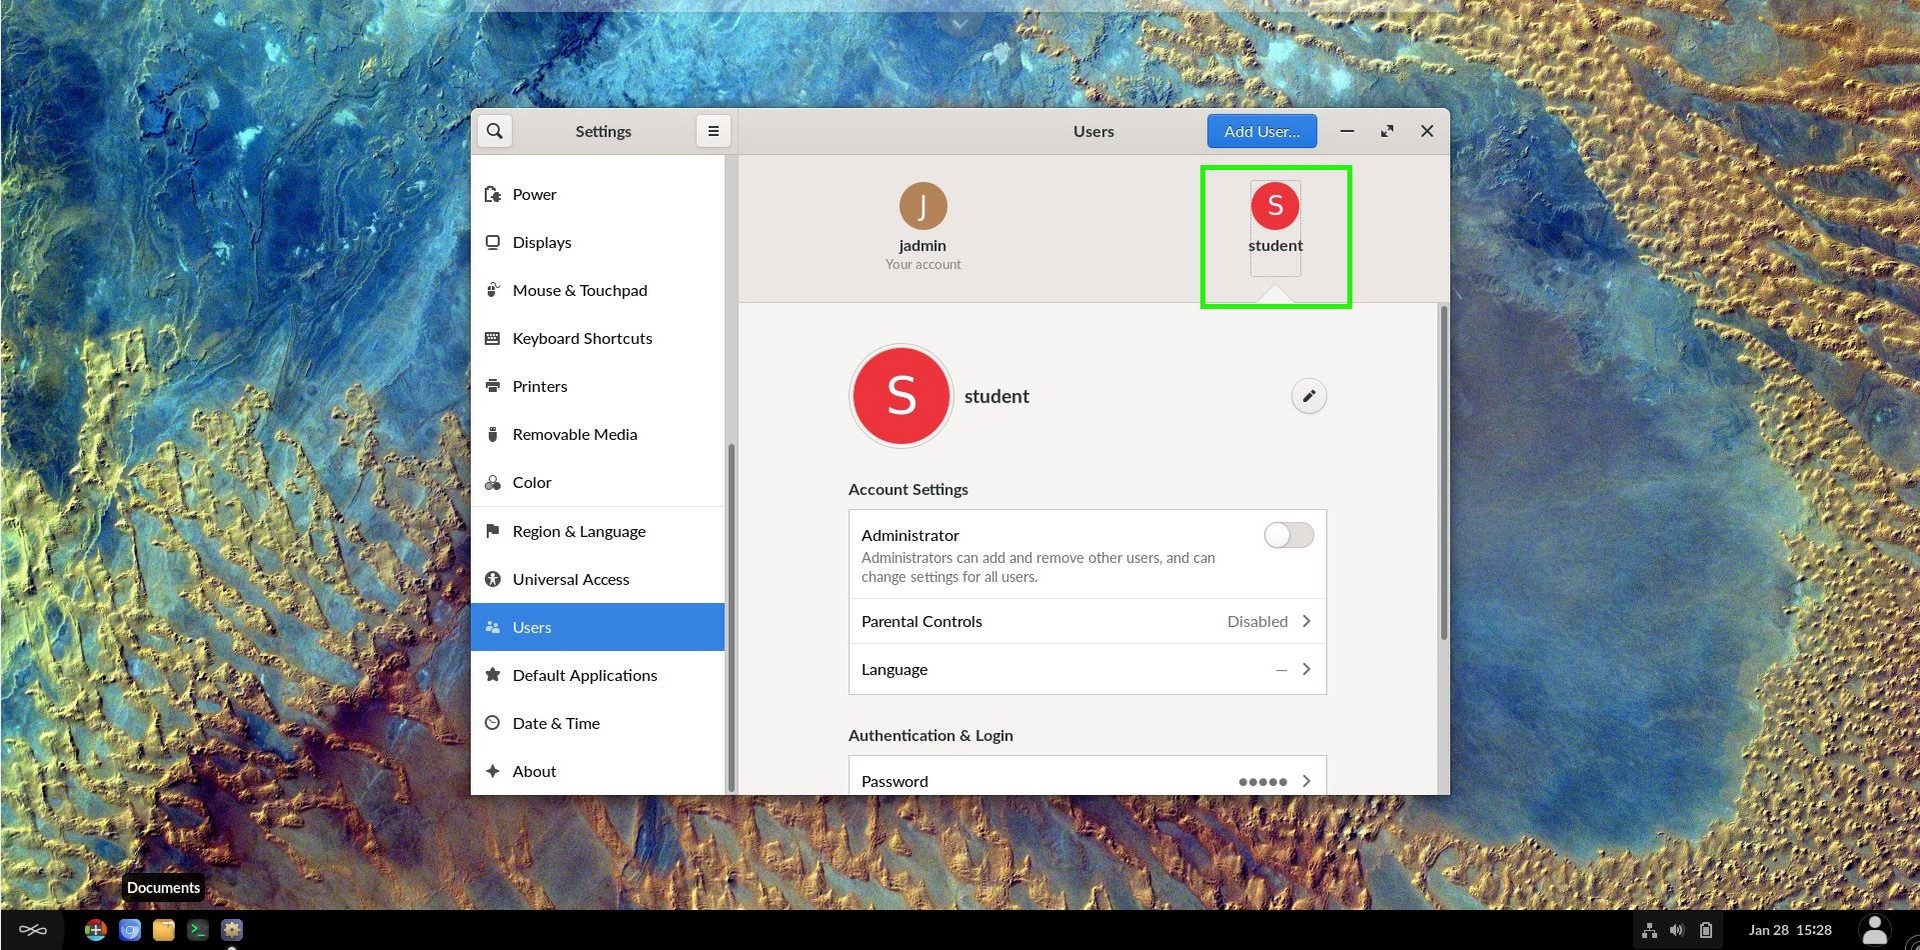 Settings
Users
Add User...
Power
Displays
Mouse & Touchpad
Keyboard Shortcuts
Printers
Removable Media
Color
Region & Language
Universal Access
Users
Default Applications
Date & Time
About
J
jadmin
Your account
S
student
S
student
Account Settings
Administrator
Administrators can add and remove other users, and can
change settings for all users.
Parental Controls
Disabled
Language
—
Authentication & Login
Password
●●●●●
Documents
Jan 28 15:28